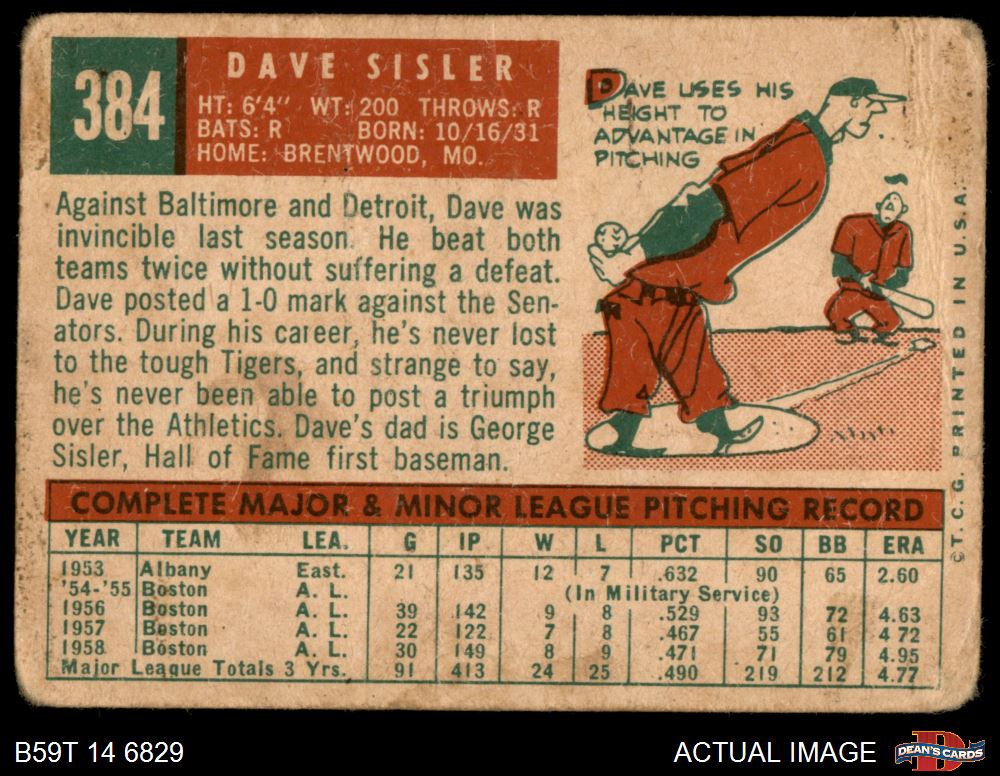 384
DAVE SISLER
HT: 6'4" WT: 200 THROWS: R
BATS: R BORN: 10/16/31
HOME: BRENTWOOD, MO.
DAVE USES HIS
HEIGHT TO
ADVANTAGE IN
PITCHING
Against Baltimore and Detroit, Dave was
invincible last season. He beat both
teams twice without suffering a defeat.
Dave posted a 1-0 mark against the Sen-
ators. During his career, he's never lost
to the tough Tigers, and strange to say,
he's never been able to post a triumph
over the Athletics. Dave's dad is George
Sisler, Hall of Fame first baseman.
©T.C.G. PRINTED IN U.S.A.
COMPLETE MAJOR & MINOR LEAGUE PITCHING RECORD
YEAR TEAM LEA. G IP W L PCT SO BB ERA
1953 Albany East. 21 135 12 7 .632 90 65 2.60
'54-'55 Boston A. L. (In Military Service)
1956 Boston A. L. 39 142 9 8 .529 93 72 4.63
1957 Boston A. L. 22 122 7 8 .467 55 61 4.72
1958 Boston A. L. 30 149 8 9 .471 71 79 4.95
Major League Totals 3 Yrs. 91 413 24 25 .490 219 212 4.77
B59T 14 6829
ACTUAL IMAGE
DEAN'S CARDS